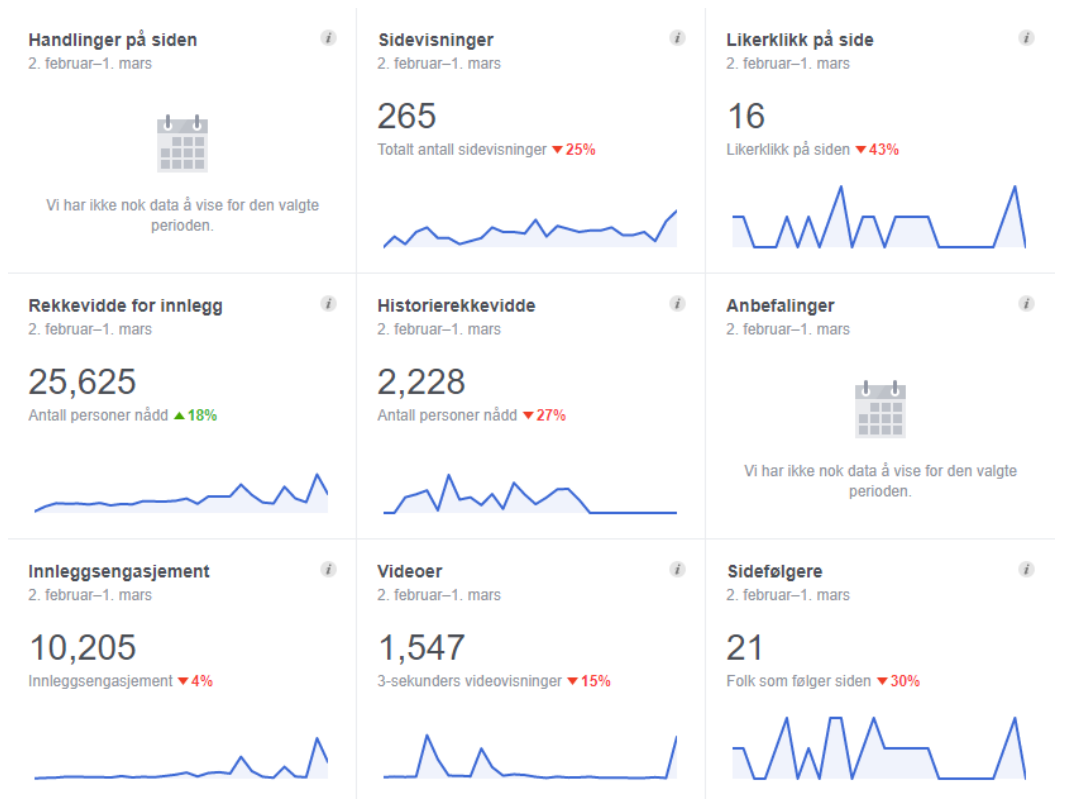 Handlinger på siden
2. februar–1. mars
Vi har ikke nok data å vise for den valgte
perioden.
Sidevisninger
2. februar–1. mars
265
Totalt antall sidevisninger ▼25%
Likerklikk på side
2. februar–1. mars
16
Likerklikk på siden ▼43%
Rekkevidde for innlegg
2. februar–1. mars
25,625
Antall personer nådd ▲18%
Historierekkevidde
2. februar–1. mars
2,228
Antall personer nådd ▼27%
Anbefalinger
2. februar–1. mars
Vi har ikke nok data å vise for den valgte
perioden.
Innleggsengasjement
2. februar–1. mars
10,205
Innleggsengasjement ▼4%
Videoer
2. februar–1. mars
1,547
3-sekunders videovisninger ▼15%
Sidefølgere
2. februar–1. mars
21
Folk som følger siden ▼30%